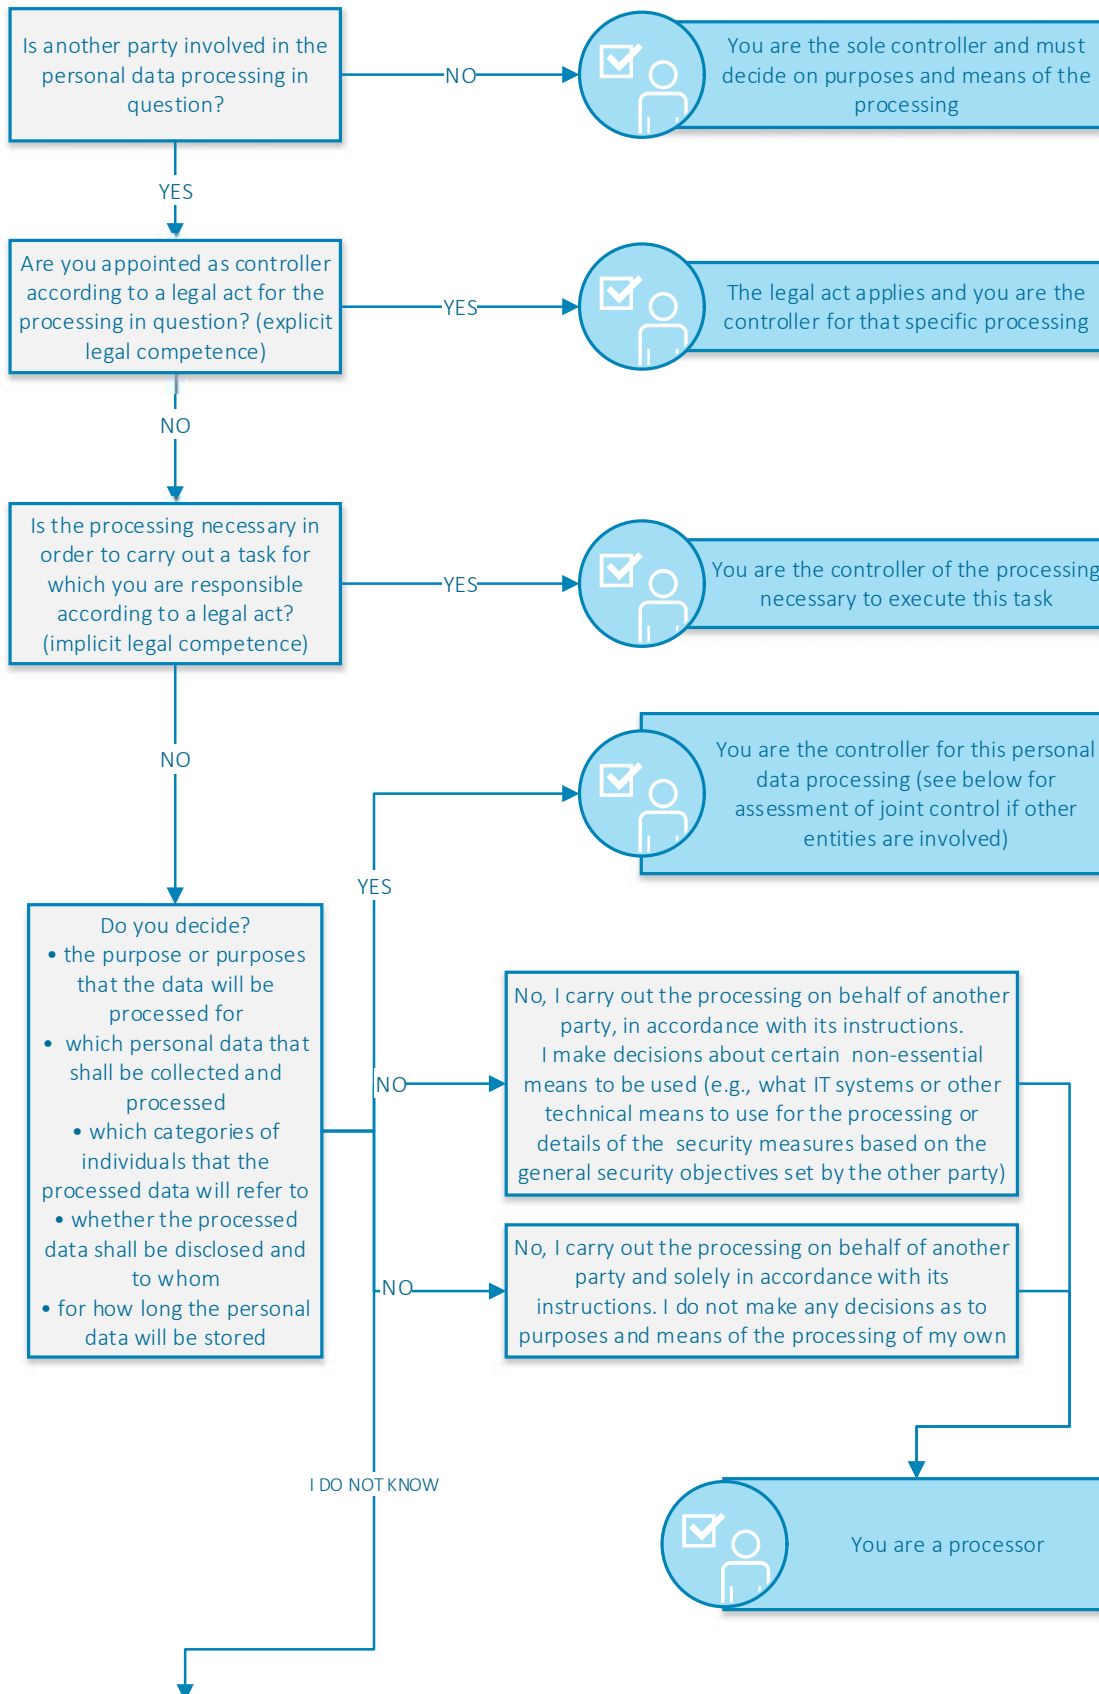 Is another party involved in the
personal data processing in
question?
NO
You are the sole controller and must
decide on purposes and means of the
processing
YES
Are you appointed as controller
according to a legal act for the
processing in question? (explicit
legal competence)
YES
The legal act applies and you are the
controller for that specific processing
NO
Is the processing necessary in
order to carry out a task for
which you are responsible
according to a legal act?
(implicit legal competence)
YES
You are the controller of the processing
necessary to execute this task
NO
You are the controller for this personal
data processing (see below for
assessment of joint control if other
entities are involved)
YES
Do you decide?
• the purpose or purposes
that the data will be
processed for
• which personal data that
shall be collected and
processed
• which categories of
individuals that the
processed data will refer to
• whether the processed
data shall be disclosed and
to whom
• for how long the personal
data will be stored
NO
No, I carry out the processing on behalf of another
party, in accordance with its instructions.
I make decisions about certain non-essential
means to be used (e.g., what IT systems or other
technical means to use for the processing or
details of the security measures based on the
general security objectives set by the other party)
NO
No, I carry out the processing on behalf of another
party and solely in accordance with its
instructions. I do not make any decisions as to
purposes and means of the processing of my own
I DO NOT KNOW
You are a processor